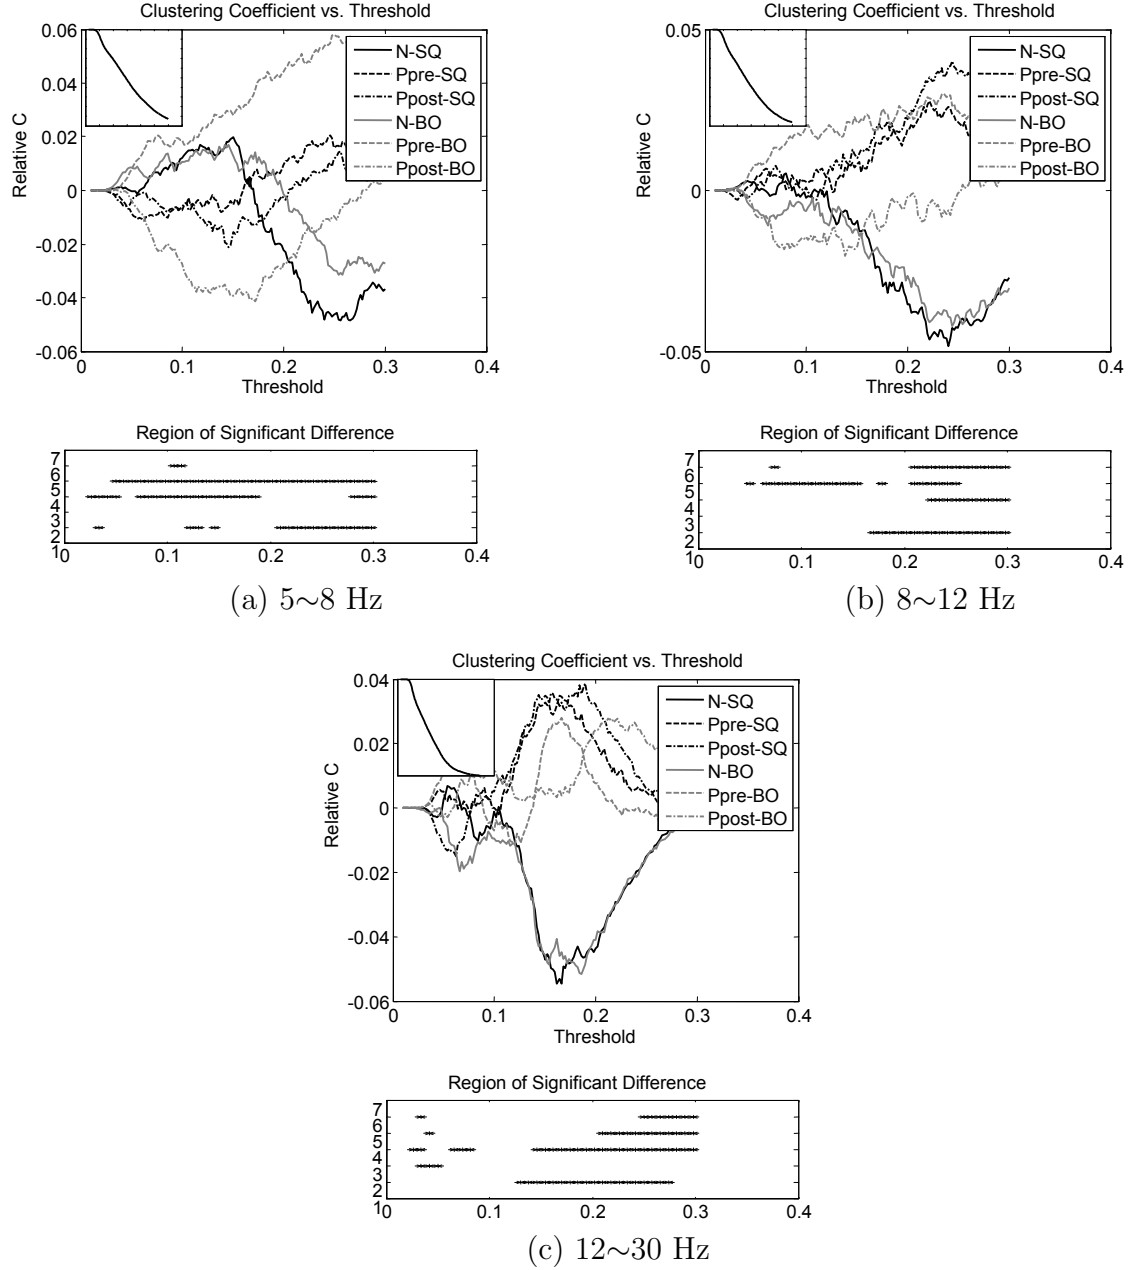 Clustering Coefficient vs. Threshold
0.06
0.04
0.02
0
-0.02
-0.04
-0.06
Relative C
N-SQ
Ppre-SQ
Ppost-SQ
N-BO
Ppre-BO
Ppost-BO
0 0.1 0.2 0.3 0.4
Threshold
Region of Significant Difference
7
6
5
4
3
2
1
0 0.1 0.2 0.3 0.4
(a) 5~8 Hz
Clustering Coefficient vs. Threshold
0.05
0
-0.05
Relative C
N-SQ
Ppre-SQ
Ppost-SQ
N-BO
Ppre-BO
Ppost-BO
0 0.1 0.2 0.3 0.4
Threshold
Region of Significant Difference
7
6
5
4
3
2
1
0 0.1 0.2 0.3 0.4
(b) 8~12 Hz
Clustering Coefficient vs. Threshold
0.04
0.02
0
-0.02
-0.04
-0.06
Relative C
N-SQ
Ppre-SQ
Ppost-SQ
N-BO
Ppre-BO
Ppost-BO
0 0.1 0.2 0.3 0.4
Threshold
Region of Significant Difference
7
6
5
4
3
2
1
0 0.1 0.2 0.3 0.4
(c) 12~30 Hz